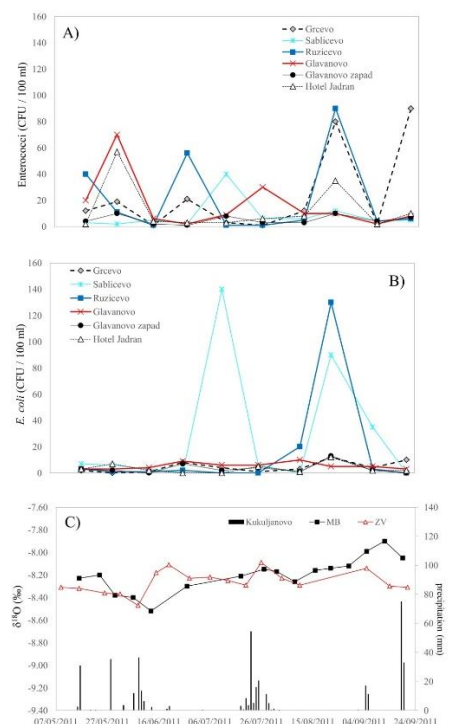 A)
Grcevo
Sablicevo
Ruzicevo
Glavanovo
Glavanovo zapad
Hotel Jadran
Enterococi (CFU / 100 ml)
160
140
120
100
80
60
40
20
0
B)
Grcevo
Sablicevo
Ruzicevo
Glavanovo
Glavanovo zapad
Hotel Jadran
E. coli (CFU / 100 ml)
160
140
120
100
80
60
40
20
0
C)
Kukuljanovo MB ZV
δ18O (‰)
-7.60
-7.80
-8.00
-8.20
-8.40
-8.60
-8.80
-9.00
-9.20
-9.40
140
120
100
80
60
40
20
0
precipitation (mm)
07/05/2011 27/05/2011 16/06/2011 06/07/2011 26/07/2011 15/08/2011 04/09/2011 24/09/2011